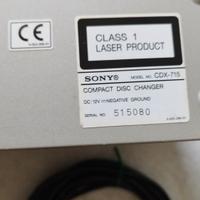 CE
CLASS 1
LASER PRODUCT
SONY®
MODEL NO. CDX-715
COMPACT DISC CHANGER
DC 12V ⎓ NEGATIVE GROUND
SERIAL NO. 515080